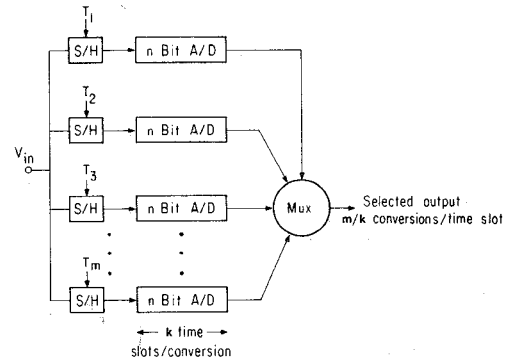 T1
S/H
n Bit A/D
T2
S/H
n Bit A/D
Vin
T3
S/H
n Bit A/D
Mux
Selected output
m/k conversions/time slot
Tm
S/H
n Bit A/D
k time
slots/conversion